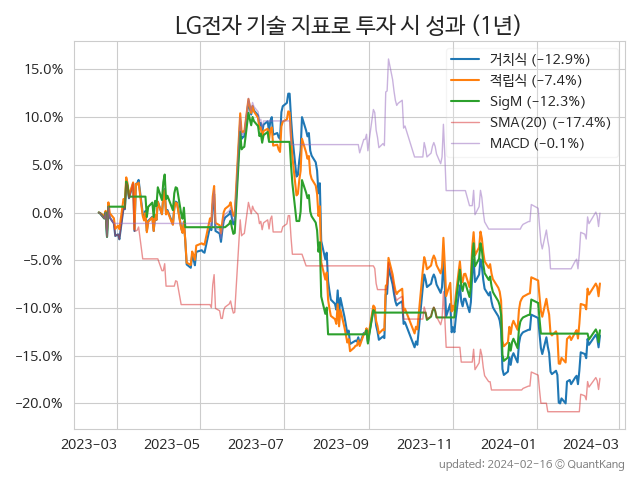 LG전자 기술 지표로 투자 시 성과 (1년)
거치식 (−12.9%)
적립식 (−7.4%)
SigM (−12.3%)
SMA(20) (−17.4%)
MACD (−0.1%)
15.0%
10.0%
5.0%
0.0%
−5.0%
−10.0%
−15.0%
−20.0%
2023-03 2023-05 2023-07 2023-09 2023-11 2024-01 2024-03
updated: 2024-02-16 © QuantKang